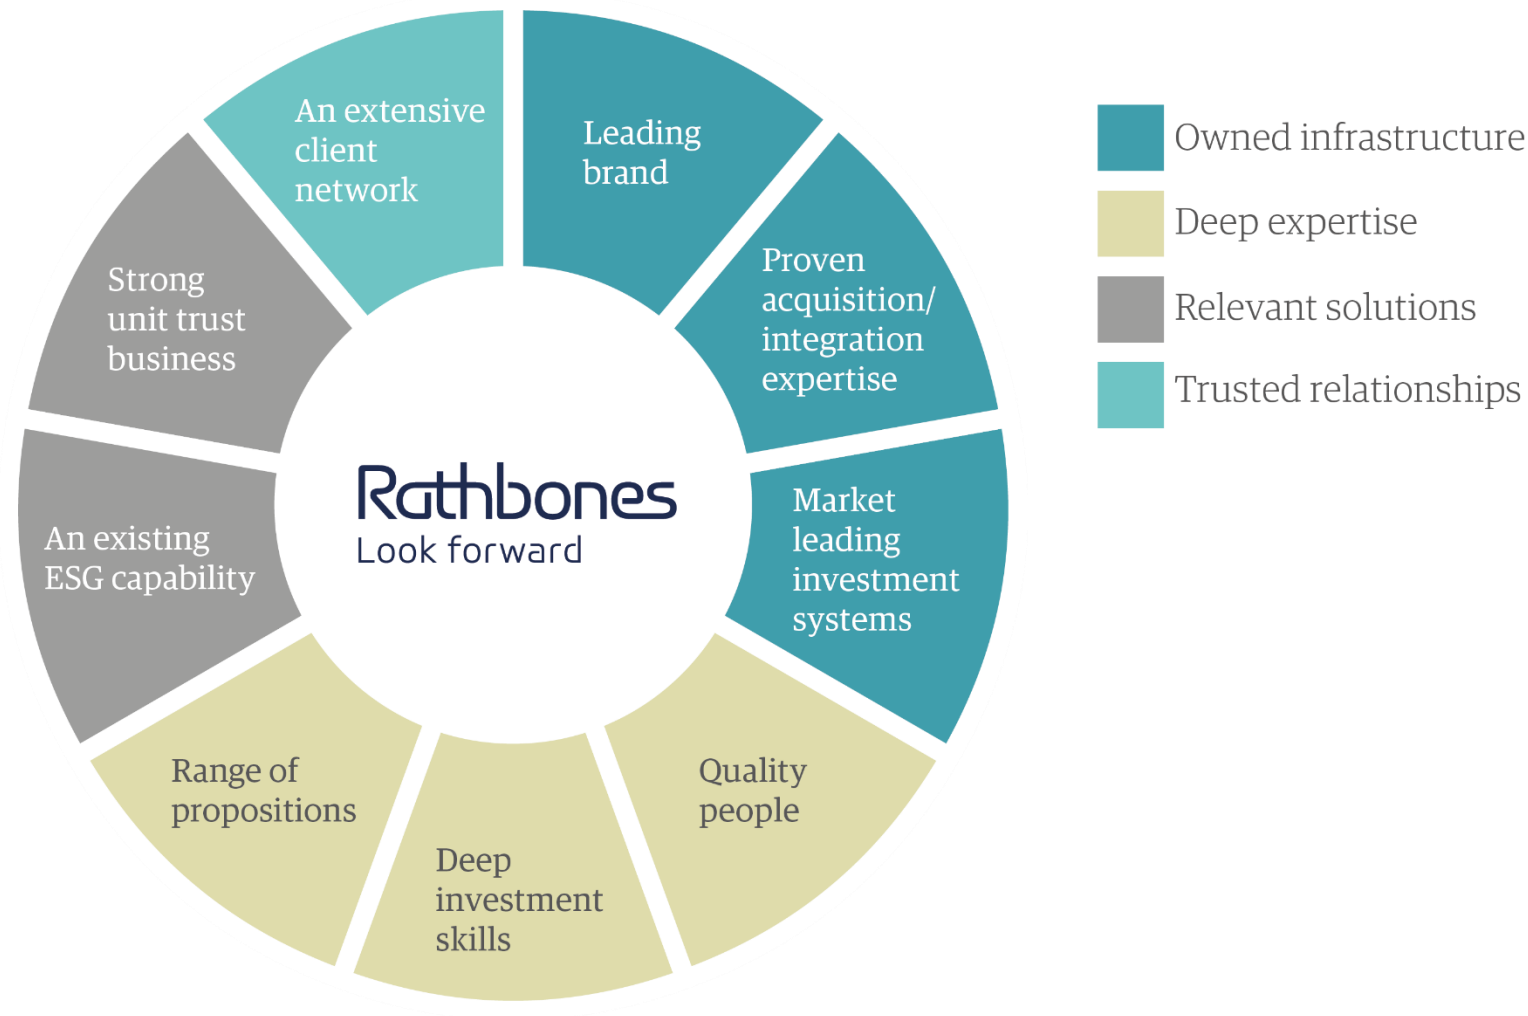 An extensive
client
network
Leading
brand
Proven
acquisition/
integration
expertise
Market
leading
investment
systems
Quality
people
Deep
investment
skills
Range of
propositions
An existing
ESG capability
Strong
unit trust
business
Rathbones
Look forward
Owned infrastructure
Deep expertise
Relevant solutions
Trusted relationships